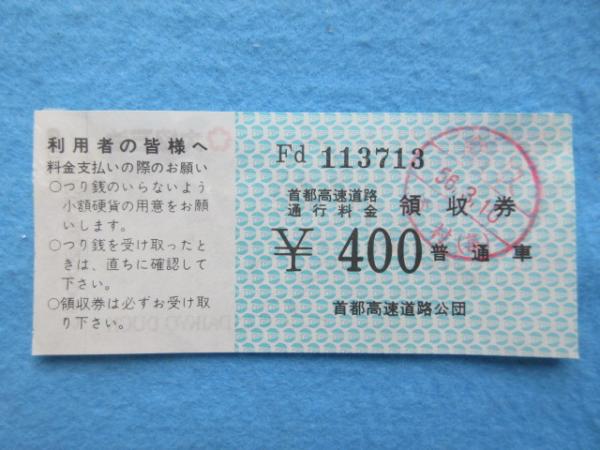 利用者の皆様へ
料金支払いの際のお願い
○つり銭のいらないよう
小額硬貨の用意をお願
いします。
○つり銭を受け取ったと
きは、直ちに確認して
下さい。
○領収券は必ずお受け取
り下さい。
Fd 113713
首都高速道路
通行料金 領収券
¥ 400 普通車
首都高速道路公団
56.3.16